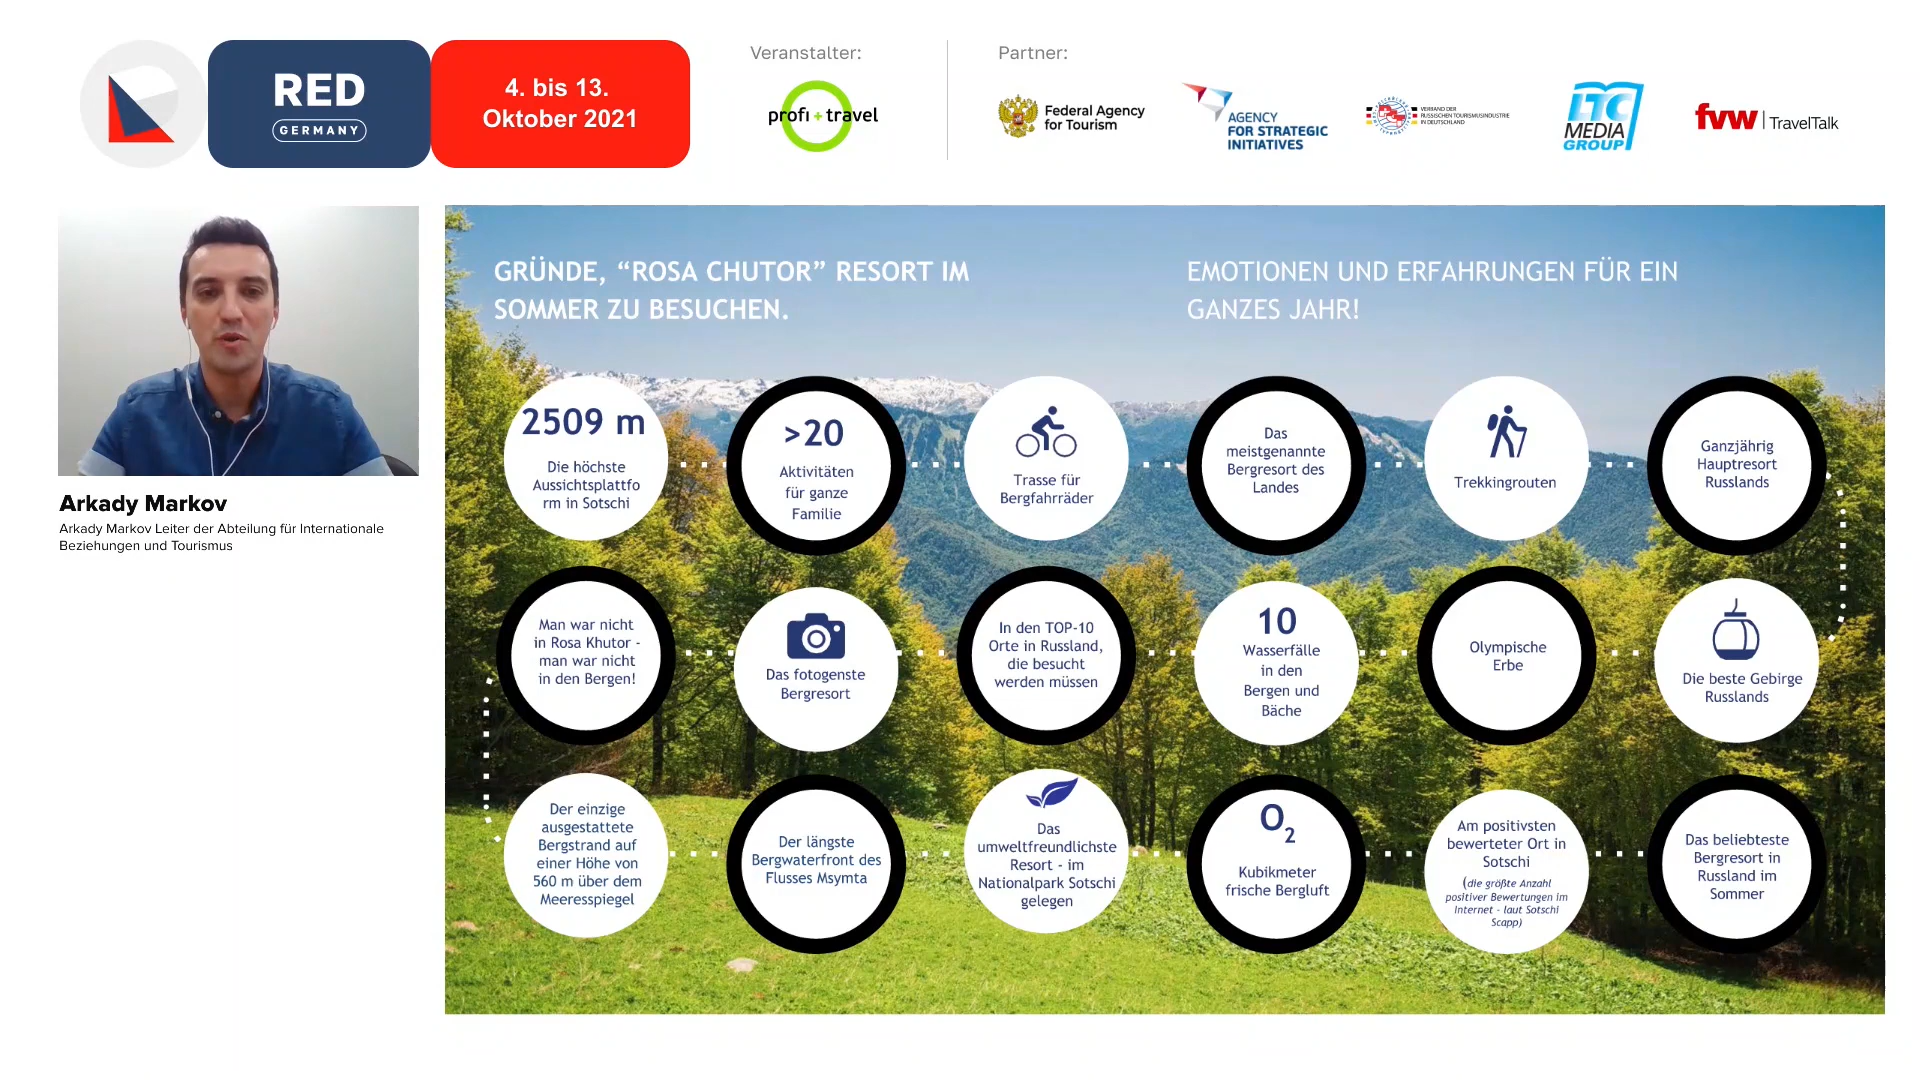 RED
GERMANY
4. bis 13.
Oktober 2021
Veranstalter:
profi+travel
Partner:
Federal Agency
for Tourism
AGENCY
FOR STRATEGIC
INITIATIVES
VERBAND DER
RUSSISCHEN TOURISMUSINDUSTRIE
IN DEUTSCHLAND
LTC
MEDIA
GROUP
fvw | TravelTalk
Arkady Markov
Arkady Markov Leiter der Abteilung für Internationale
Beziehungen und Tourismus
GRÜNDE, “ROSA CHUTOR” RESORT IM
SOMMER ZU BESUCHEN.
EMOTIONEN UND ERFAHRUNGEN FÜR EIN
GANZES JAHR!
2509 m
Die höchste
Aussichtsplattfo
rm in Sotschi
>20
Aktivitäten
für ganze
Familie
Trasse für
Bergfahrräder
Das
meistgenannte
Bergresort des
Landes
Trekkingrouten
Ganzjährig
Hauptresort
Russlands
Man war nicht
in Rosa Khutor -
man war nicht
in den Bergen!
Das fotogenste
Bergresort
In den TOP-10
Orte in Russland,
die besucht
werden müssen
10
Wasserfälle
in den
Bergen und
Bäche
Olympische
Erbe
Die beste Gebirge
Russlands
Der einzige
ausgestattete
Bergstrand auf
einer Höhe von
560 m über dem
Meeresspiegel
Der längste
Bergwaterfront des
Flusses Msymta
Das
umweltfreundlichste
Resort - im
Nationalpark Sotschi
gelegen
O2
Kubikmeter
frische Bergluft
Am positivsten
bewerteter Ort in
Sotschi
(die größte Anzahl
positiver Bewertungen im
Internet - laut Sotschi
Scapp)
Das beliebteste
Bergresort in
Russland im
Sommer